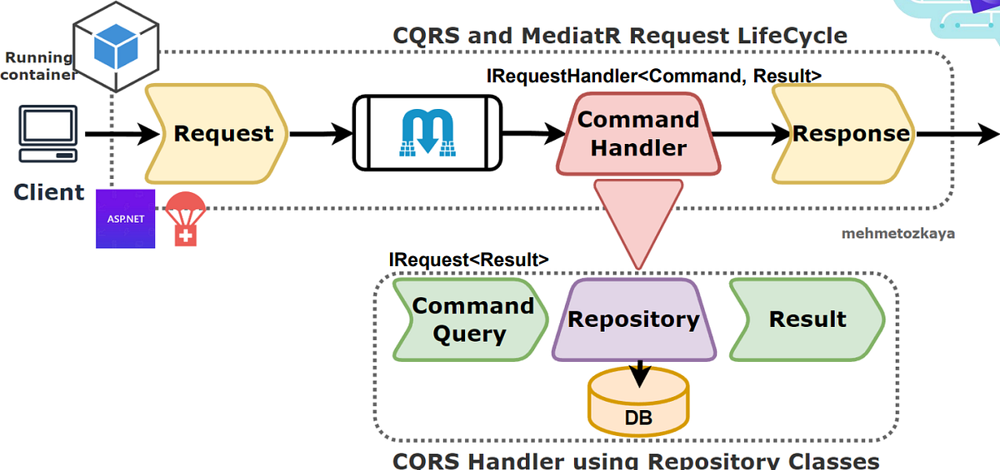 CQRS and MediatR Request LifeCycle
Running
container
IRequestHandler<Command, Result>
Request
Command
Handler
Response
Client
ASP.NET
mehmetozkaya
IRequest<Result>
Command
Query
Repository
Result
DB
CQRS Handler using Repository Classes